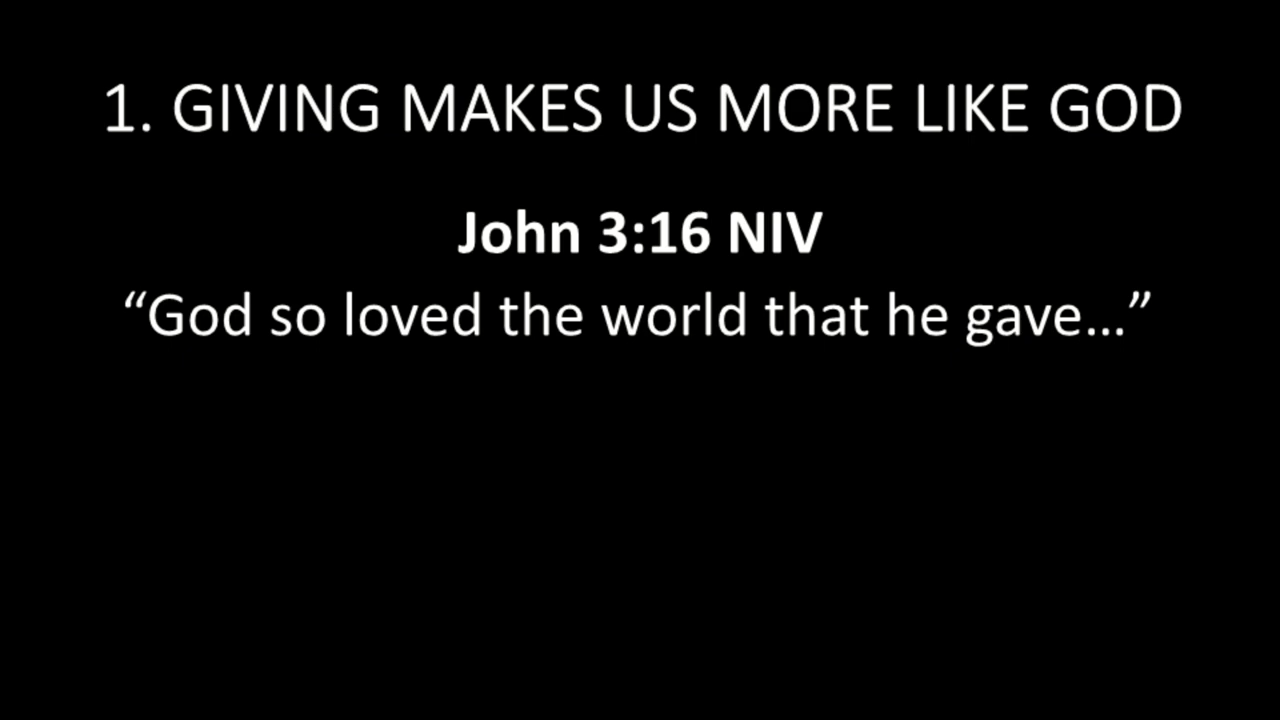 1. GIVING MAKES US MORE LIKE GOD
John 3:16 NIV
“God so loved the world that he gave...”